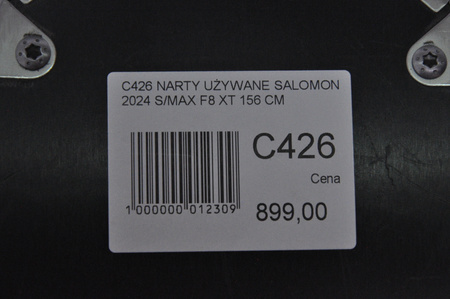 C426 NARTY UŻYWANE SALOMON
2024 S/MAX F8 XT 156 CM
C426
Cena
899,00
1 000000 012309